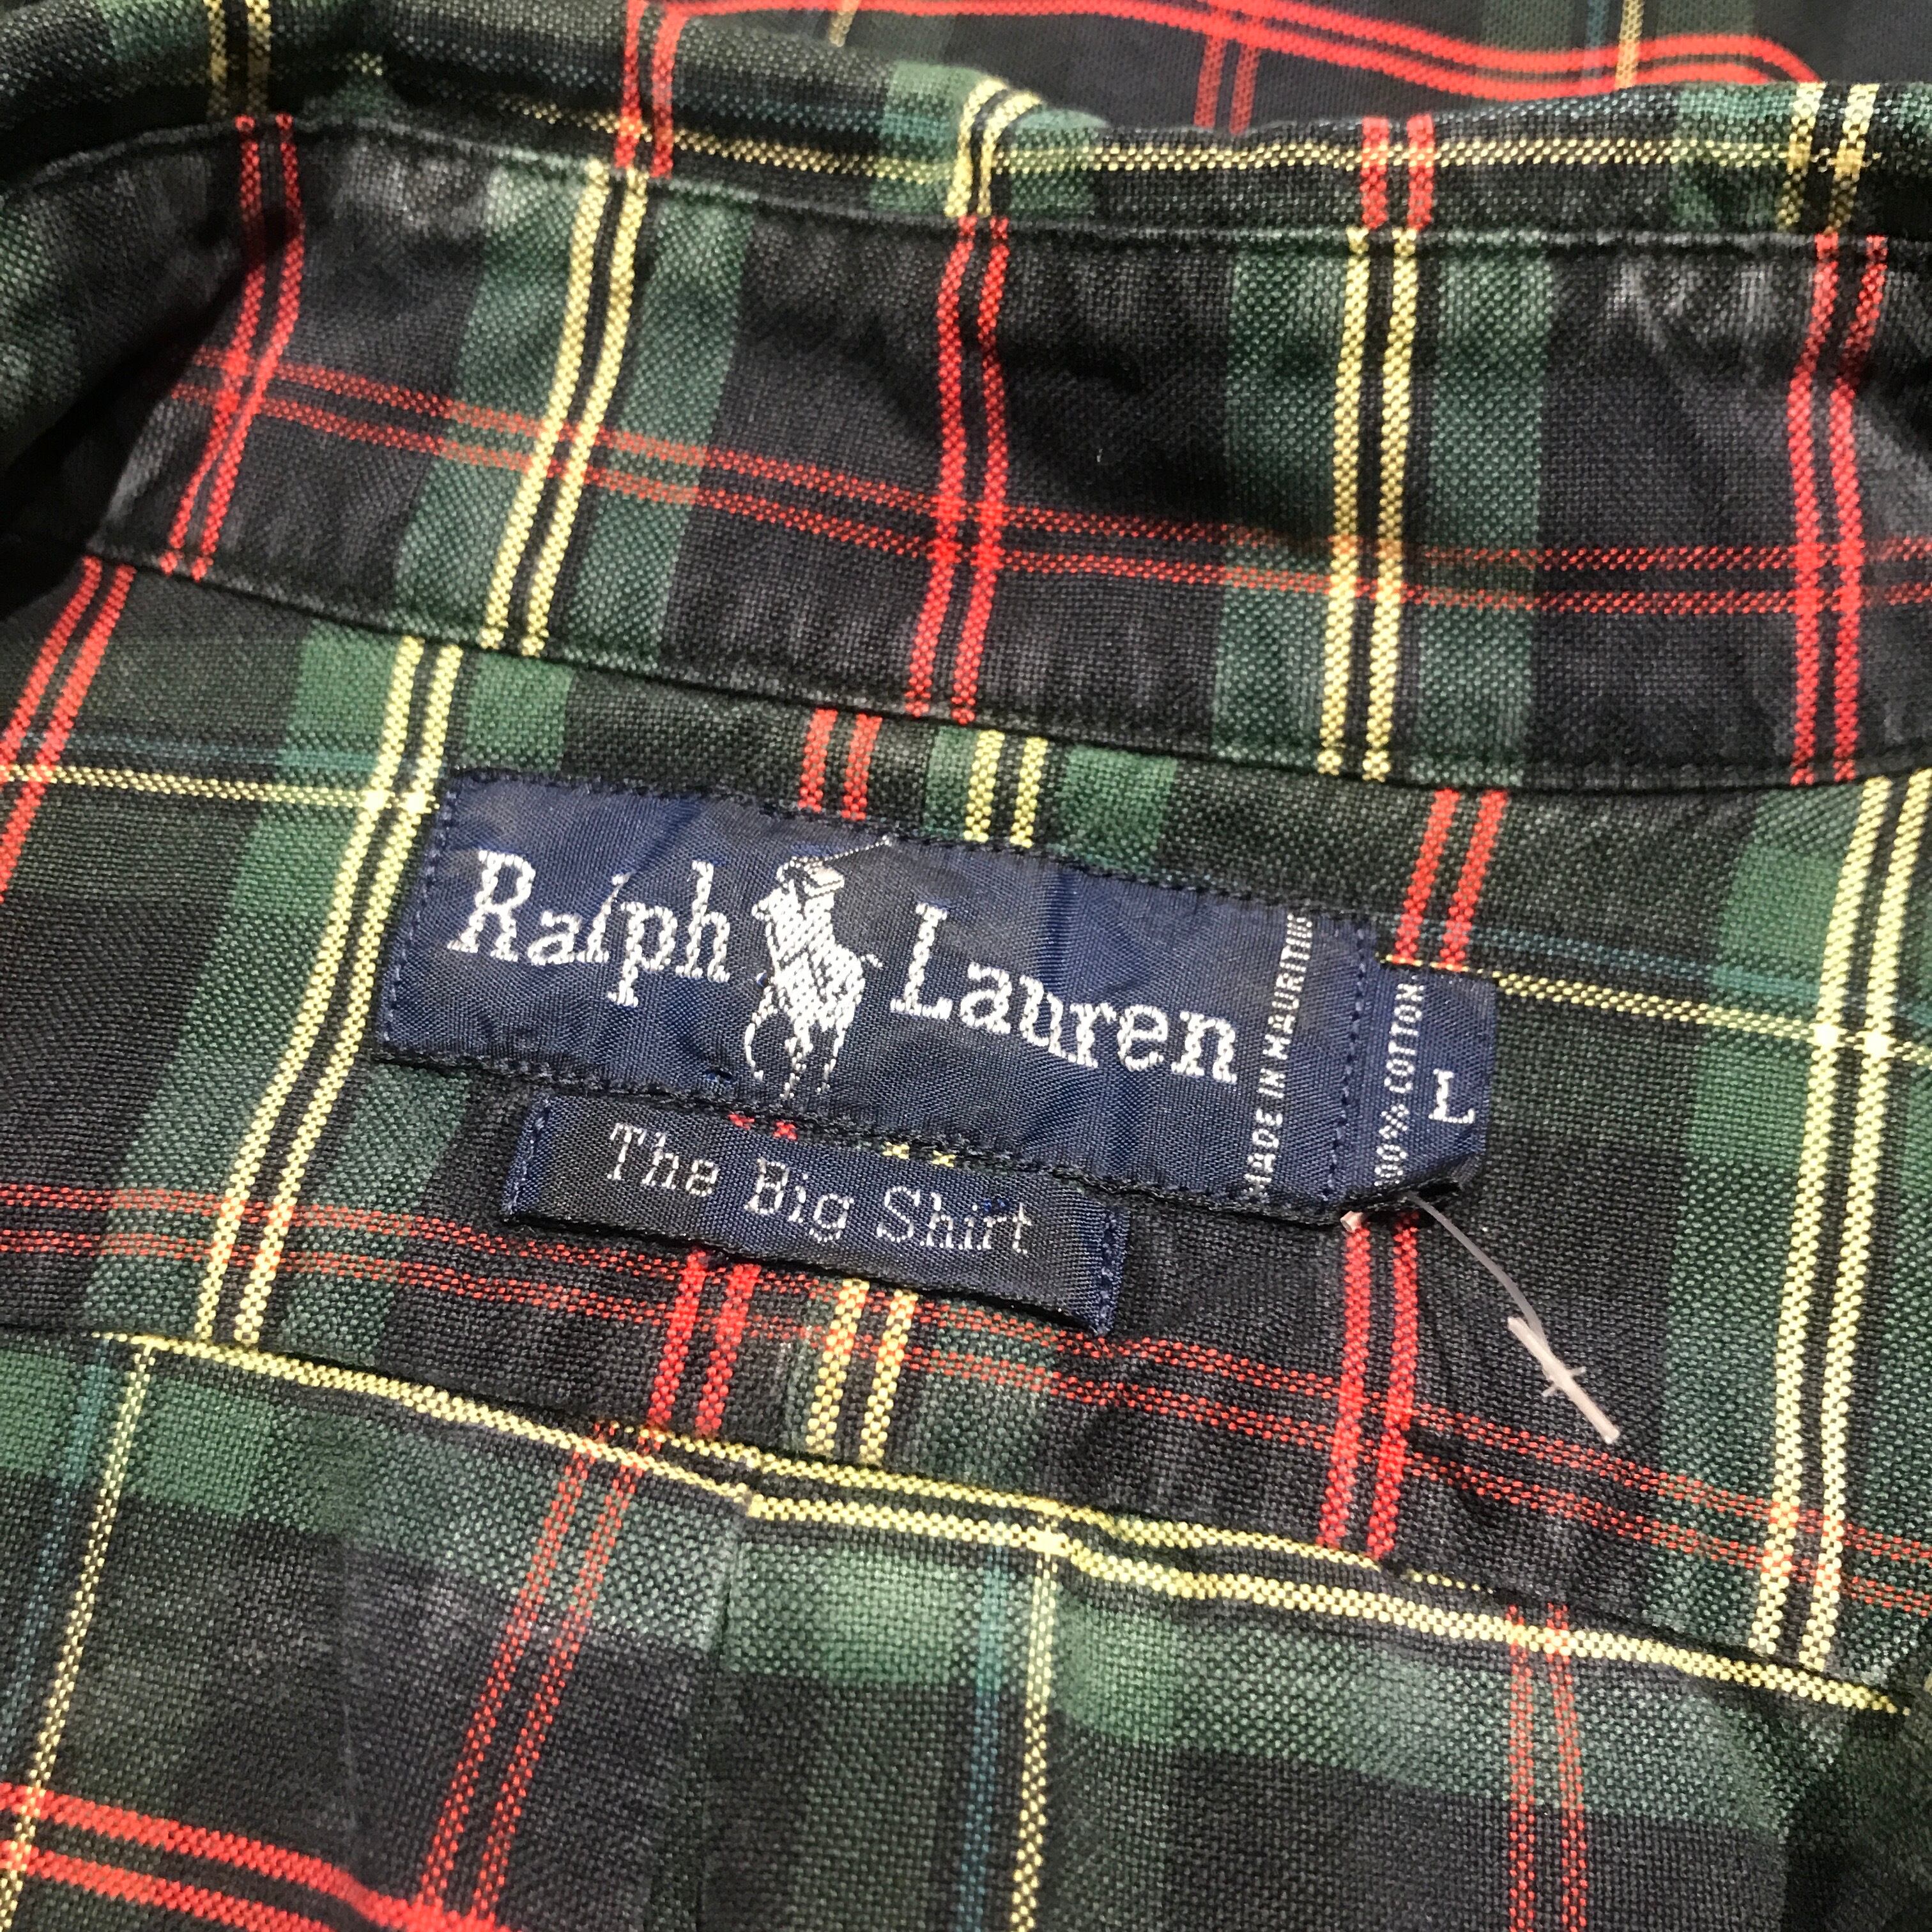 Ralph Lauren
MADE IN MAURITIUS
100% COTTON
L
The Big Shirt